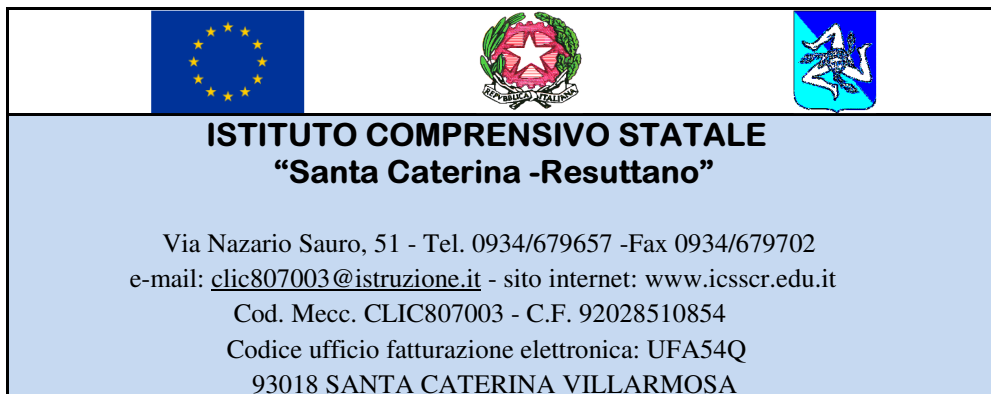 REPVBBLICA ITALIANA
ISTITUTO COMPRENSIVO STATALE
“Santa Caterina -Resuttano”
Via Nazario Sauro, 51 - Tel. 0934/679657 -Fax 0934/679702
e-mail: clic807003@istruzione.it - sito internet: www.icsscr.edu.it
Cod. Mecc. CLIC807003 - C.F. 92028510854
Codice ufficio fatturazione elettronica: UFA54Q
93018 SANTA CATERINA VILLARMOSA